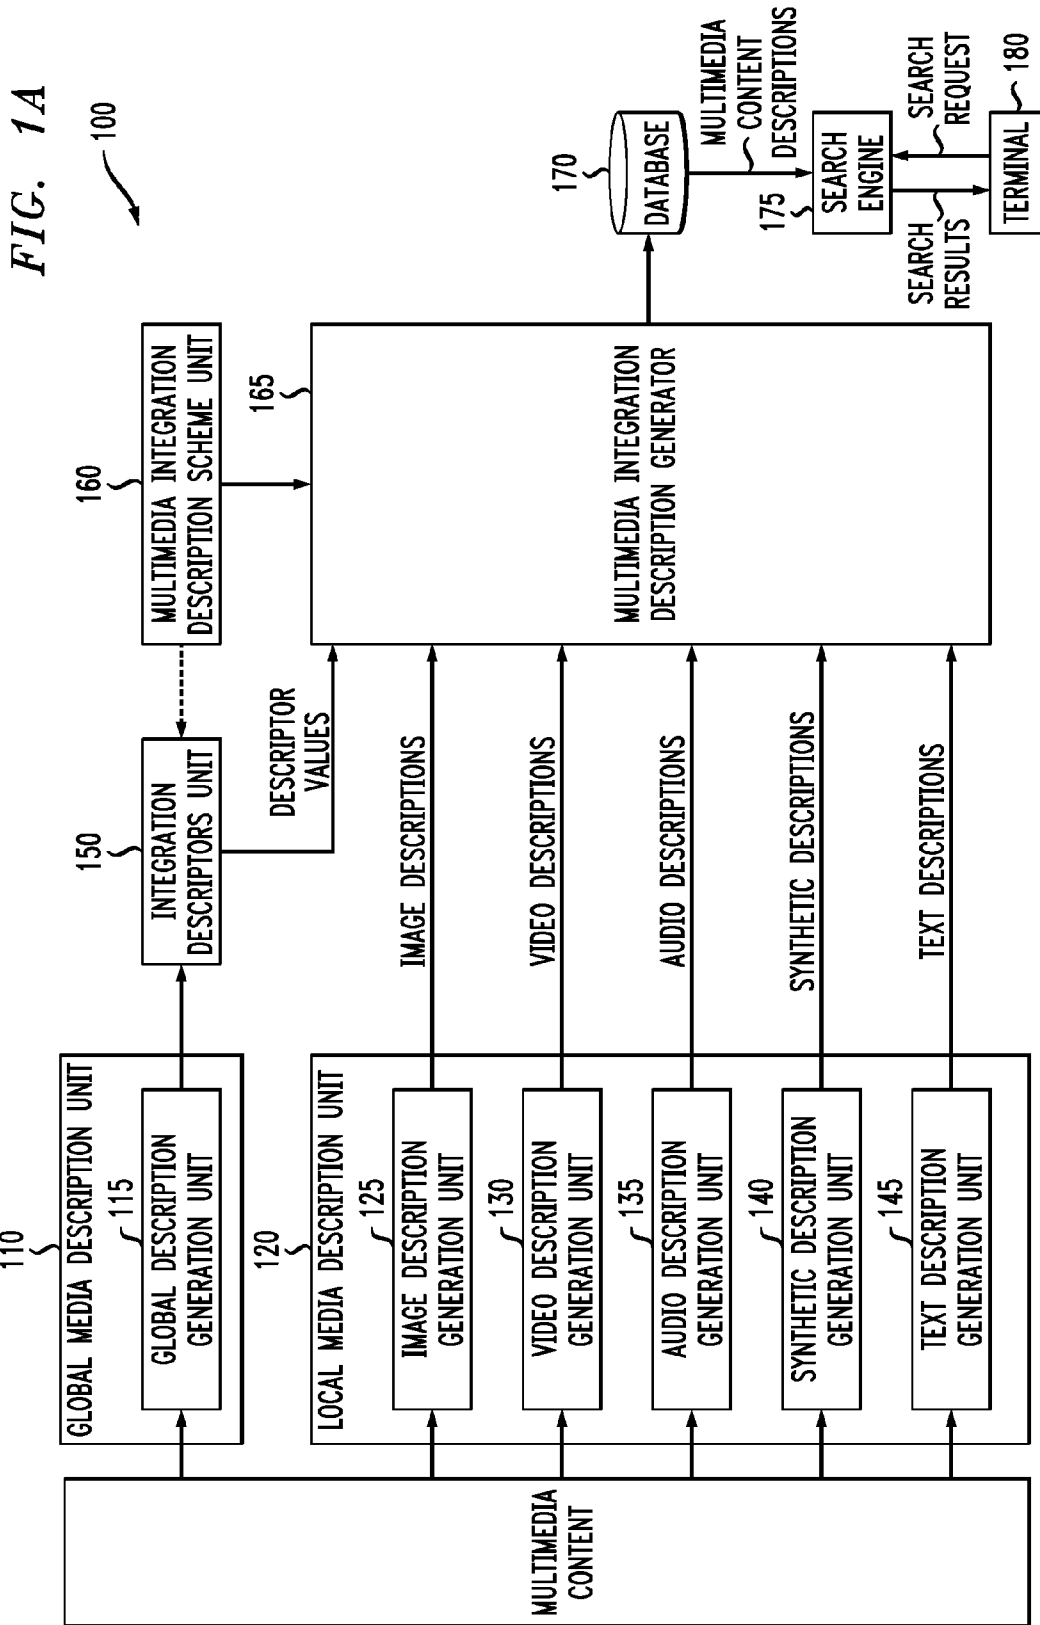 FIG. 1A
100
110
GLOBAL MEDIA DESCRIPTION UNIT
115
GLOBAL DESCRIPTION
GENERATION UNIT
150
INTEGRATION
DESCRIPTORS UNIT
160
MULTIMEDIA INTEGRATION
DESCRIPTION SCHEME UNIT
DESCRIPTOR
VALUES
MULTIMEDIA
CONTENT
120
LOCAL MEDIA DESCRIPTION UNIT
125
IMAGE DESCRIPTION
GENERATION UNIT
IMAGE DESCRIPTIONS
130
VIDEO DESCRIPTION
GENERATION UNIT
VIDEO DESCRIPTIONS
135
AUDIO DESCRIPTION
GENERATION UNIT
AUDIO DESCRIPTIONS
140
SYNTHETIC DESCRIPTION
GENERATION UNIT
SYNTHETIC DESCRIPTIONS
145
TEXT DESCRIPTION
GENERATION UNIT
TEXT DESCRIPTIONS
165
MULTIMEDIA INTEGRATION
DESCRIPTION GENERATOR
170
DATABASE
MULTIMEDIA
CONTENT
DESCRIPTIONS
175
SEARCH
ENGINE
SEARCH
RESULTS
SEARCH
REQUEST
180
TERMINAL